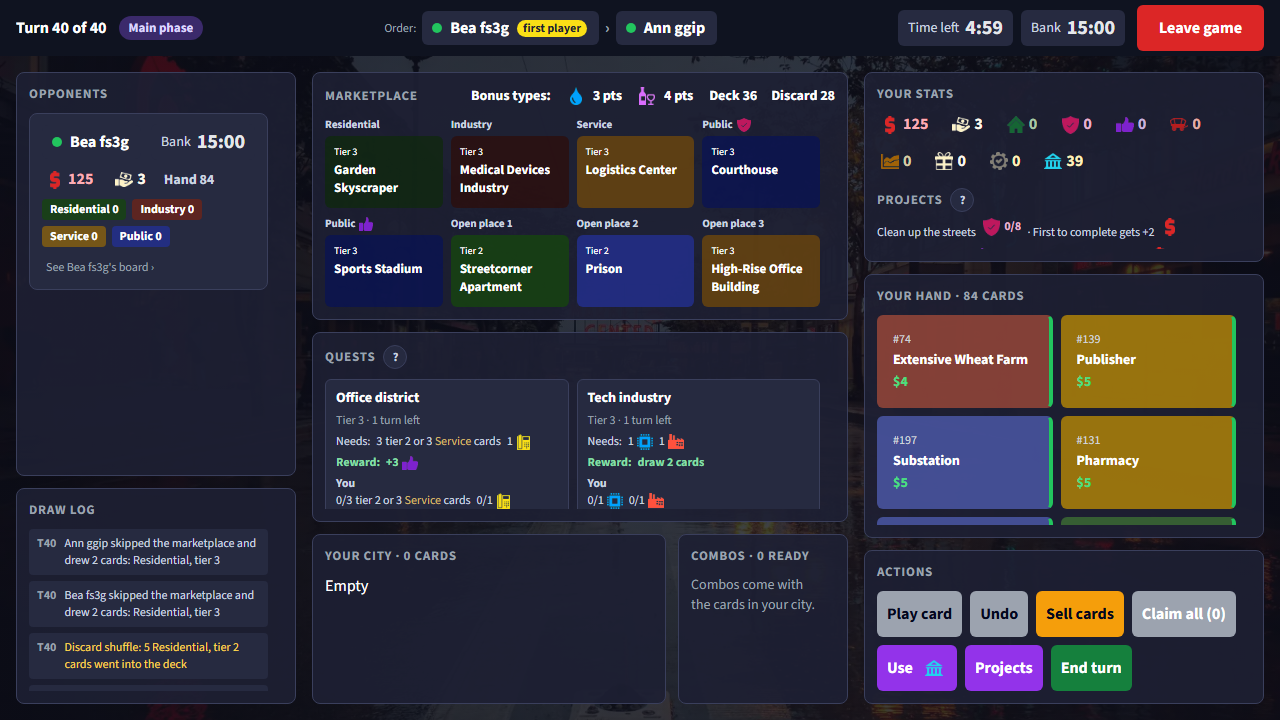 Turn 40 of 40 Main phase Order: Bea fs3g first player › Ann ggip Time left 4:59 Bank 15:00 Leave game
OPPONENTS
Bea fs3g Bank 15:00
125 3 Hand 84
Residential 0 Industry 0
Service 0 Public 0
See Bea fs3g's board ›
DRAW LOG
T40 Ann ggip skipped the marketplace and
drew 2 cards: Residential, tier 3
T40 Bea fs3g skipped the marketplace and
drew 2 cards: Residential, tier 3
T40 Discard shuffle: 5 Residential, tier 2
cards went into the deck
MARKETPLACE Bonus types: 3 pts 4 pts Deck 36 Discard 28
Residential Industry Service Public
Tier 3 Tier 3 Tier 3 Tier 3
Garden Medical Devices Logistics Center Courthouse
Skyscraper Industry
Public Open place 1 Open place 2 Open place 3
Tier 3 Tier 2 Tier 2 Tier 3
Sports Stadium Streetcorner Prison High-Rise Office
Apartment Building
QUESTS ?
Office district
Tier 3 · 1 turn left
Needs: 3 tier 2 or 3 Service cards 1
Reward: +3
You
0/3 tier 2 or 3 Service cards 0/1
Tech industry
Tier 3 · 1 turn left
Needs: 1 1
Reward: draw 2 cards
You
0/1 0/1
YOUR CITY · 0 CARDS
Empty
COMBOS · 0 READY
Combos come with
the cards in your city.
YOUR STATS
125 3 0 0 0 0
0 0 0 39
PROJECTS ?
Clean up the streets 0/8 · First to complete gets +2
YOUR HAND · 84 CARDS
#74 #139
Extensive Wheat Farm Publisher
$4 $5
#197 #131
Substation Pharmacy
$5 $5
ACTIONS
Play card Undo Sell cards Claim all (0)
Use Projects End turn